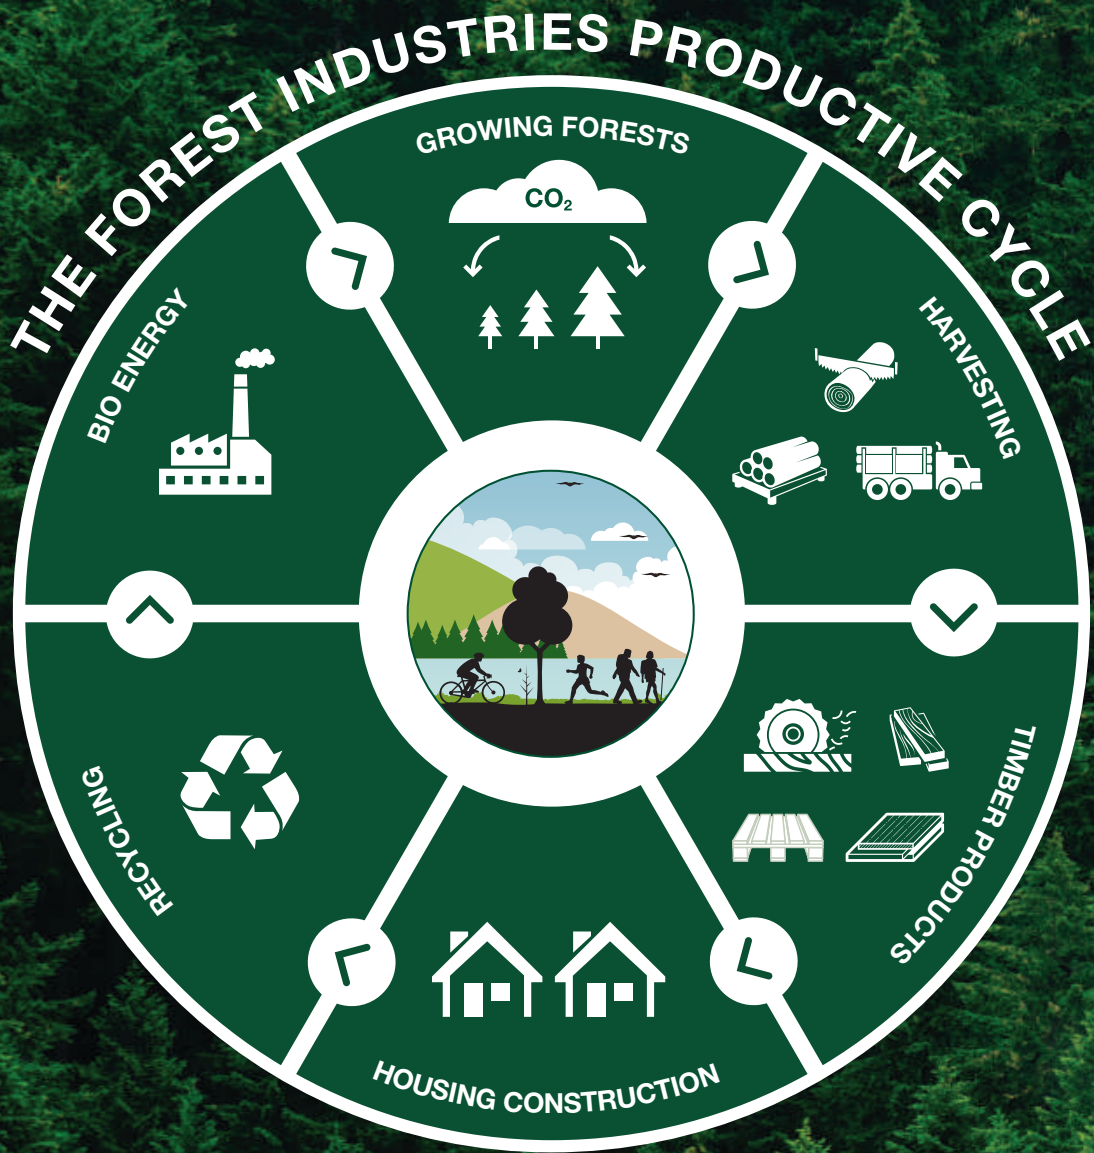 THE FOREST INDUSTRIES PRODUCTIVE CYCLE
GROWING FORESTS
CO₂
HARVESTING
TIMBER PRODUCTS
HOUSING CONSTRUCTION
RECYCLING
BIO ENERGY